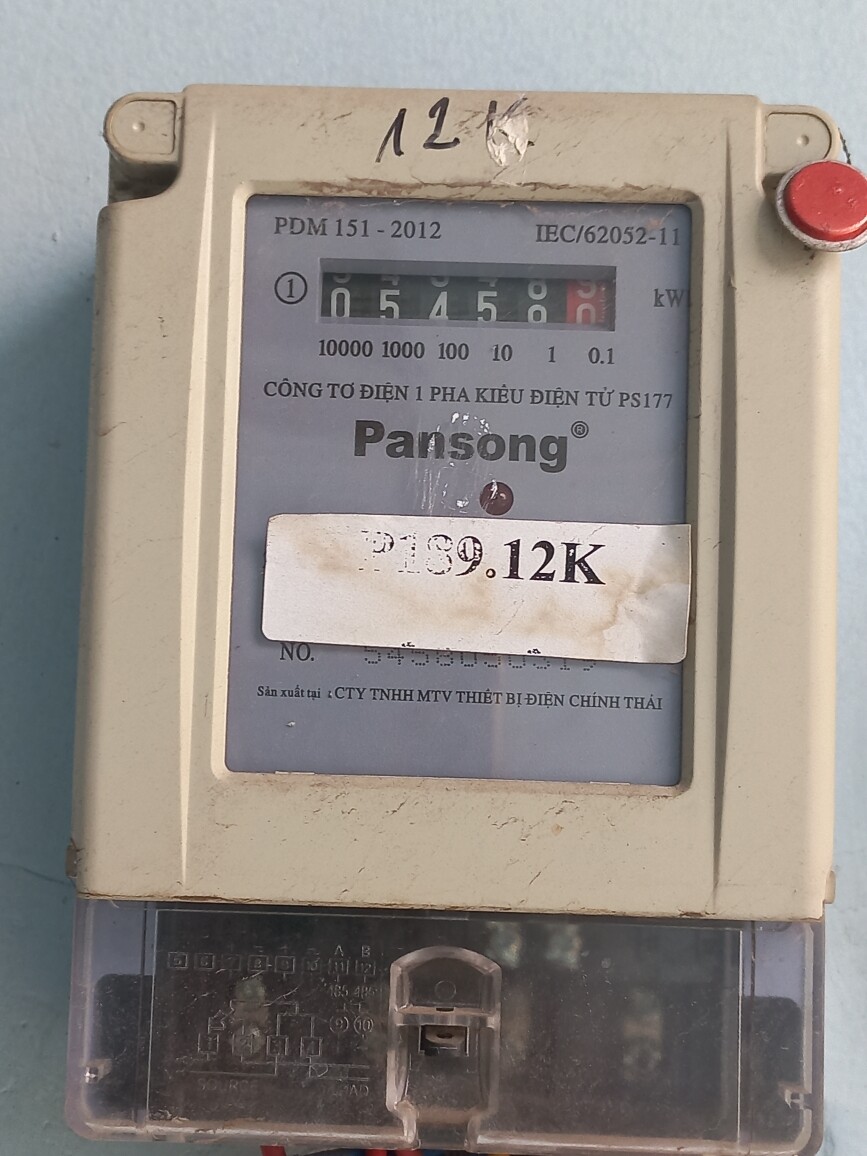 12K
PDM 151 - 2012
IEC/62052-11
1
0 5 4 5 8
kW
10000 1000 100 10 1 0.1
CÔNG TƠ ĐIỆN 1 PHA KIỂU ĐIỆN TỬ PS177
Pansong®
P189.12K
NO.
Sản xuất tại : CTY TNHH MTV THIẾT BỊ ĐIỆN CHÍNH THÁI
A B
SOURCE